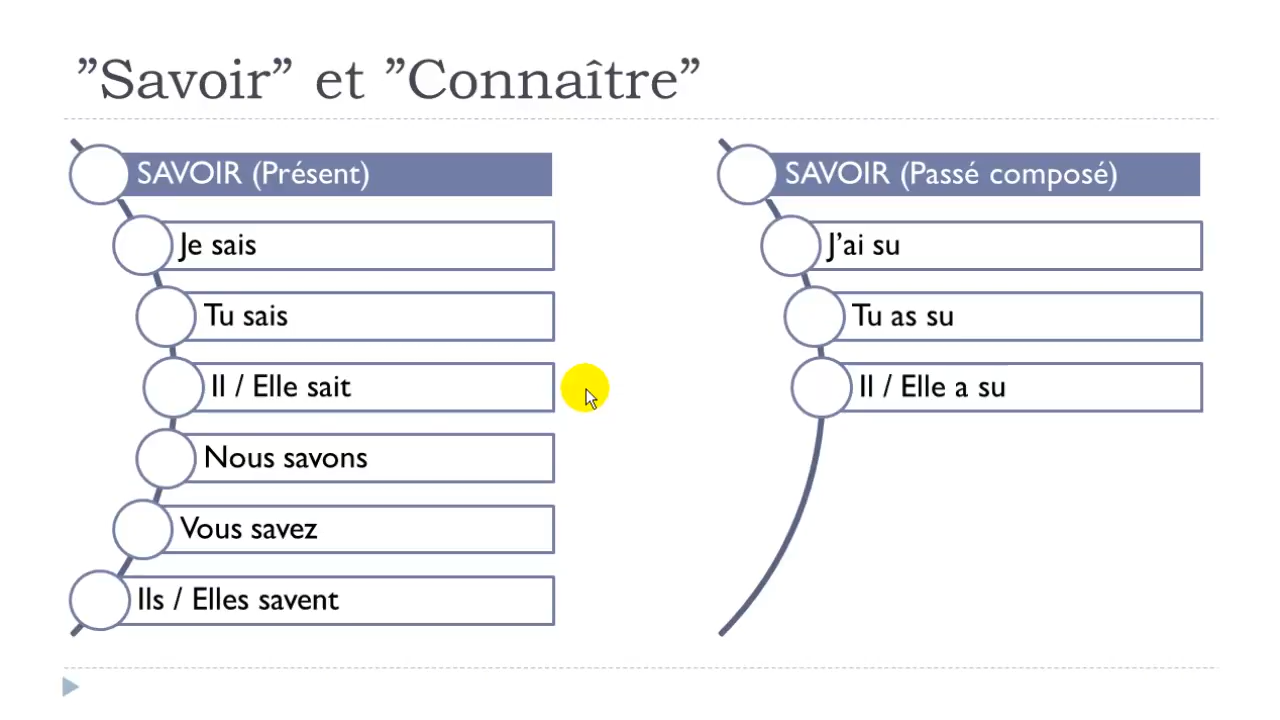 ”Savoir” et ”Connaître”
SAVOIR (Présent)
Je sais
Tu sais
Il / Elle sait
Nous savons
Vous savez
Ils / Elles savent
SAVOIR (Passé composé)
J’ai su
Tu as su
Il / Elle a su